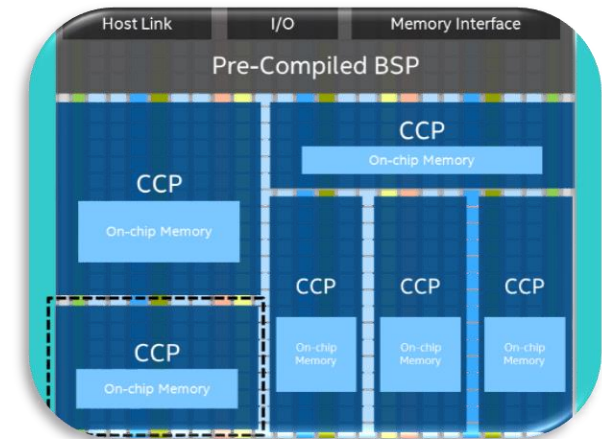 Host Link
I/O
Memory Interface
Pre-Compiled BSP
CCP
On-chip Memory
CCP
On-chip Memory
CCP
On-chip
Memory
CCP
On-chip
Memory
CCP
On-chip
Memory
CCP
On-chip Memory